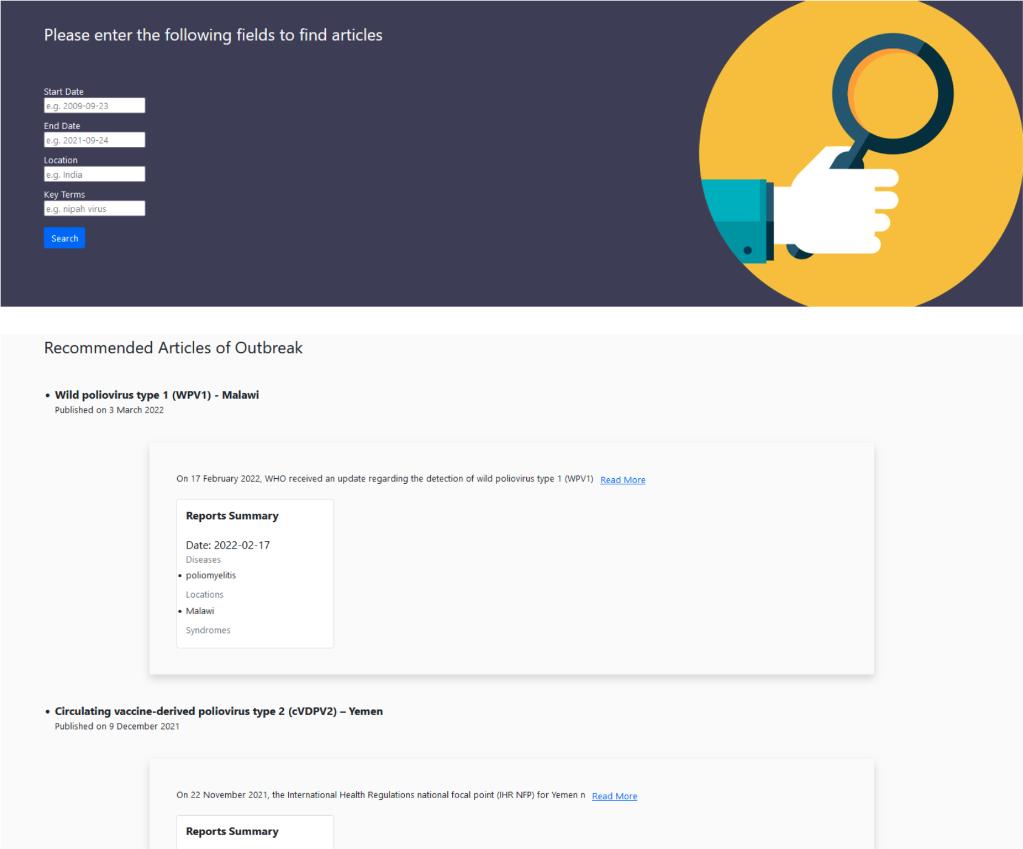 Please enter the following fields to find articles
Start Date
e.g. 2009-09-23
End Date
e.g. 2021-09-24
Location
e.g. India
Key Terms
e.g. nipah virus
Search
Recommended Articles of Outbreak
• Wild poliovirus type 1 (WPV1) - Malawi
Published on 3 March 2022
On 17 February 2022, WHO received an update regarding the detection of wild poliovirus type 1 (WPV1) Read More
Reports Summary
Date: 2022-02-17
Diseases
• poliomyelitis
Locations
• Malawi
Syndromes
• Circulating vaccine-derived poliovirus type 2 (cVDPV2) – Yemen
Published on 9 December 2021
On 22 November 2021, the International Health Regulations national focal point (IHR NFP) for Yemen n Read More
Reports Summary